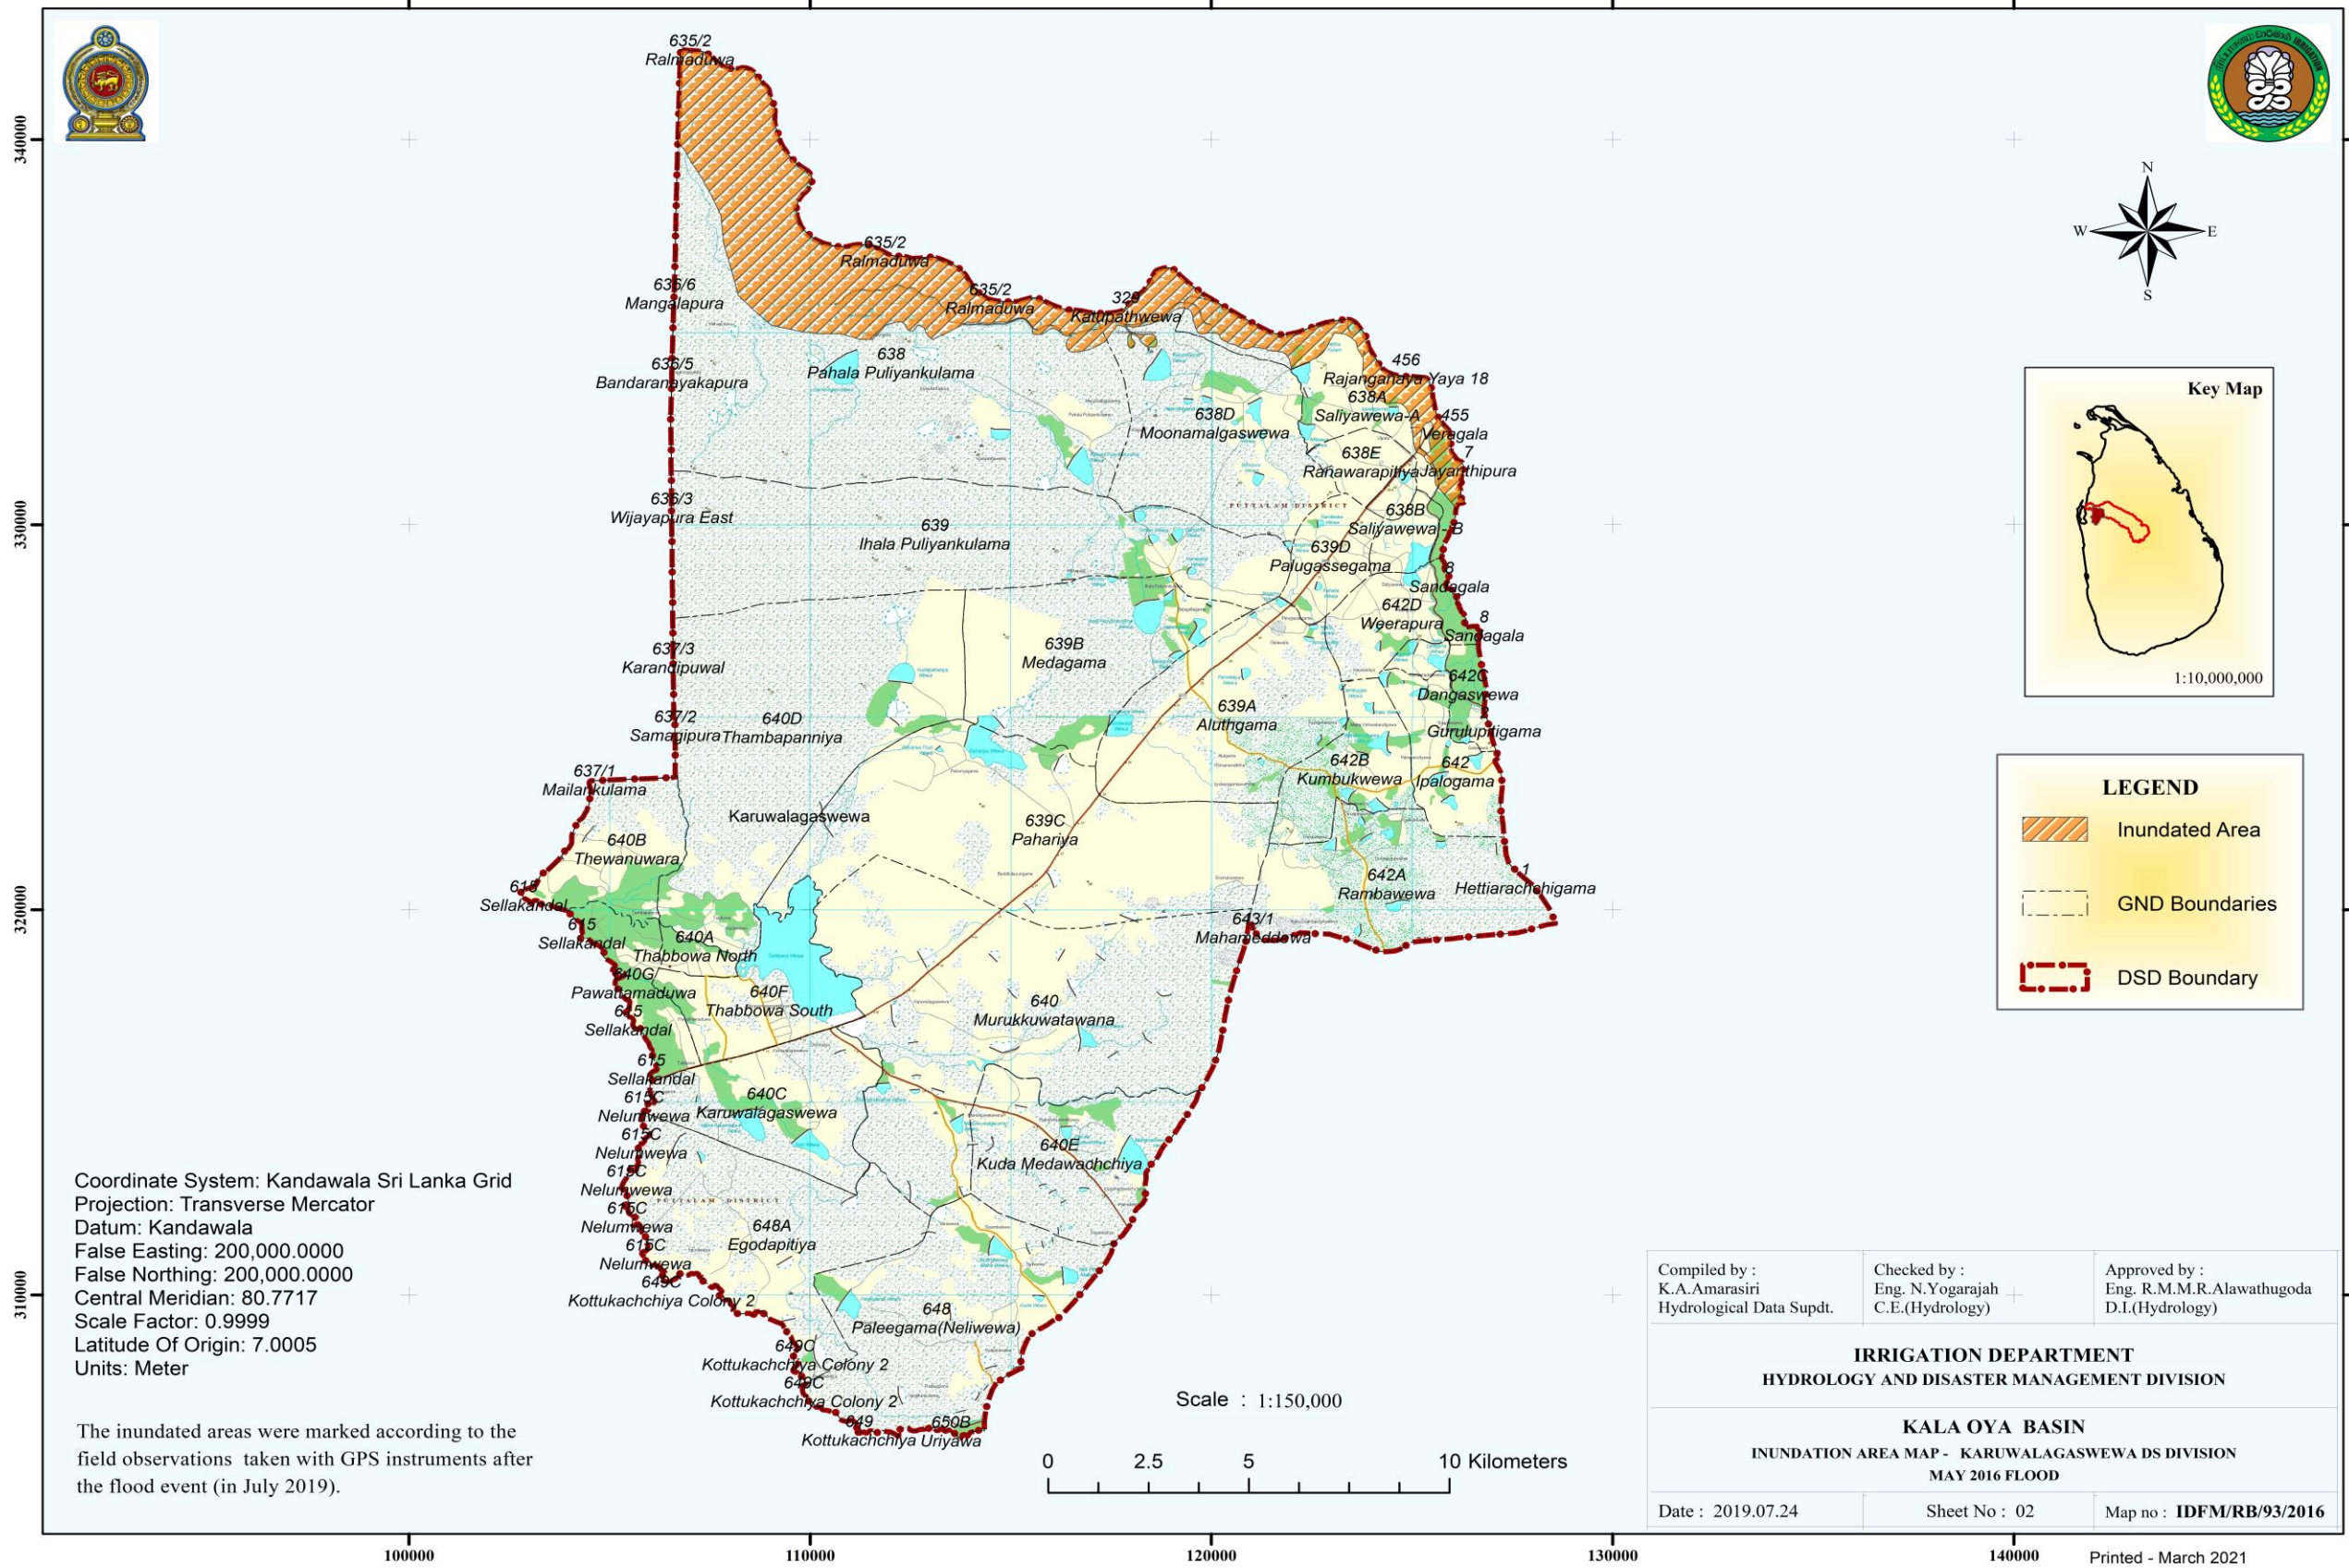 635/2
Ralmaduwa
340000
635/2
Ralmaduwa
635/2
Ralmaduwa
329
Katupathwewa
636/6
Mangalapura
636/5
Bandaranayakapura
638
Pahala Puliyankulama
456
Rajanganaya Yaya 18
638A
Saliyawewa-A
638D
Moonamalgaswewa
455
Veragala
638E
Ranawarapitiya
7
Jayanthipura
636/3
Wijayapura East
PUTTALAM DISTRICT
638B
Saliyawewa - B
330000
639
Ihala Puliyankulama
639D
Palugassegama
8
Sandagala
642D
Weerapura
8
Sandagala
637/3
Karandipuwal
639B
Medagama
642C
Dangaswewa
637/2
Samagipura
640D
Thambapanniya
639A
Aluthgama
Gurulupitigama
637/1
Mailankulama
642B
Kumbukwewa
642
Ipalogama
Karuwalagaswewa
639C
Pahariya
640B
Thewanuwara
615
Sellakandal
642A
Rambawewa
1
Hettiarachchigama
320000
615
Sellakandal
640A
Thabbowa North
643/1
Mahameddewa
640G
Pawattamaduwa
640F
Thabbowa South
640
Murukkuwatawana
615
Sellakandal
615
Sellakandal
615C
Nelumwewa
640C
Karuwalagaswewa
615C
Nelumwewa
640E
Kuda Medawachchiya
615C
Nelumwewa
PUTTALAM DISTRICT
615C
Nelumwewa
648A
Egodapitiya
615C
Nelumwewa
649C
Kottukachchiya Colony 2
310000
648
Paleegama(Neliwewa)
649C
Kottukachchiya Colony 2
649C
Kottukachchiya Colony 2
649
Kottukachchiya
650B
Uriyawa
N
W
E
S
Key Map
1:10,000,000
LEGEND
Inundated Area
GND Boundaries
DSD Boundary
Coordinate System: Kandawala Sri Lanka Grid
Projection: Transverse Mercator
Datum: Kandawala
False Easting: 200,000.0000
False Northing: 200,000.0000
Central Meridian: 80.7717
Scale Factor: 0.9999
Latitude Of Origin: 7.0005
Units: Meter
The inundated areas were marked according to the
field observations taken with GPS instruments after
the flood event (in July 2019).
Scale : 1:150,000
0 2.5 5 10 Kilometers
Compiled by :
K.A.Amarasiri
Hydrological Data Supdt.
Checked by :
Eng. N.Yogarajah
C.E.(Hydrology)
Approved by :
Eng. R.M.M.R.Alawathugoda
D.I.(Hydrology)
IRRIGATION DEPARTMENT
HYDROLOGY AND DISASTER MANAGEMENT DIVISION
KALA OYA BASIN
INUNDATION AREA MAP - KARUWALAGASWEWA DS DIVISION
MAY 2016 FLOOD
Date : 2019.07.24
Sheet No : 02
Map no : IDFM/RB/93/2016
100000 110000 120000 130000 140000
Printed - March 2021